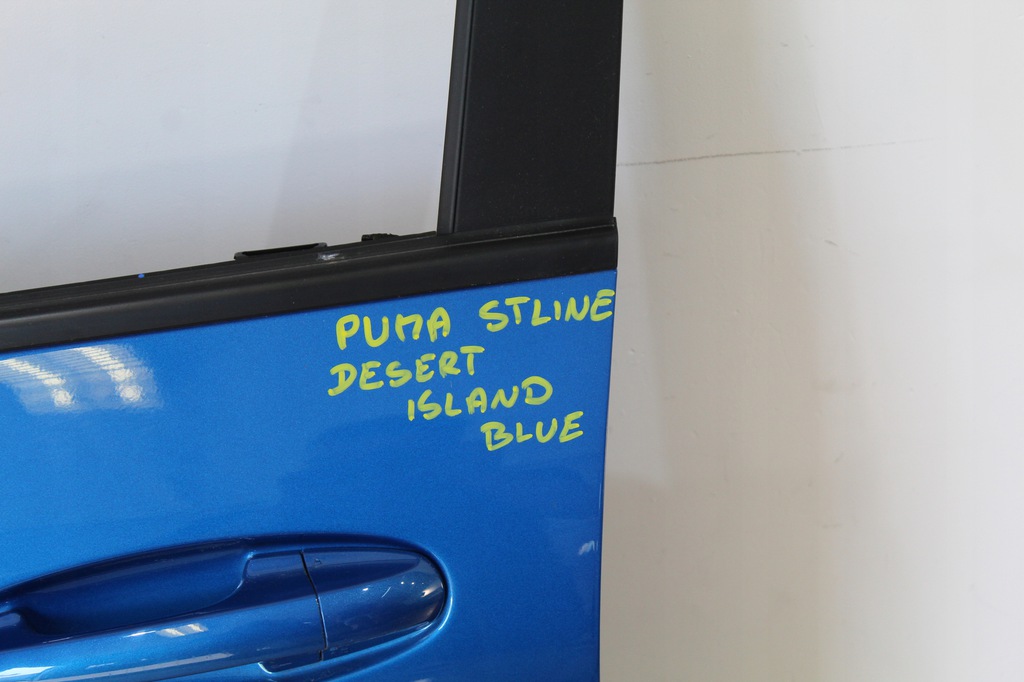 PUMA STLINE
DESERT
ISLAND
BLUE